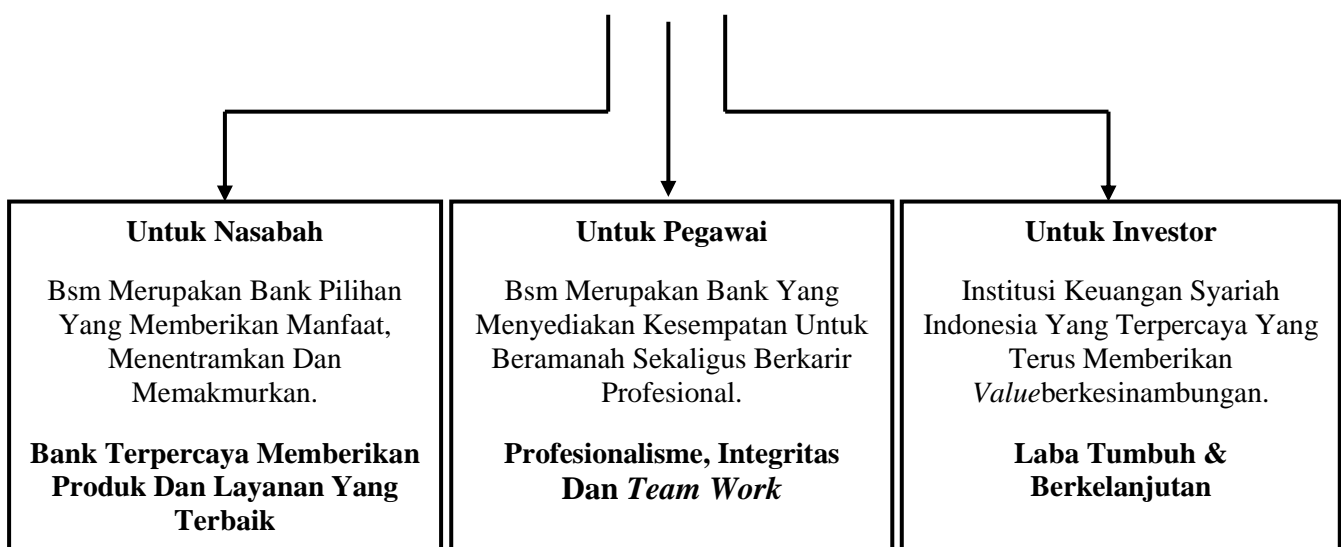 Untuk Nasabah
Bsm Merupakan Bank Pilihan
Yang Memberikan Manfaat,
Menentramkan Dan
Memakmurkan.
Bank Terpercaya Memberikan
Produk Dan Layanan Yang
Terbaik
Untuk Pegawai
Bsm Merupakan Bank Yang
Menyediakan Kesempatan Untuk
Beramanah Sekaligus Berkarir
Profesional.
Profesionalisme, Integritas
Dan Team Work
Untuk Investor
Institusi Keuangan Syariah
Indonesia Yang Terpercaya Yang
Terus Memberikan
Valueberkesinambungan.
Laba Tumbuh &
Berkelanjutan